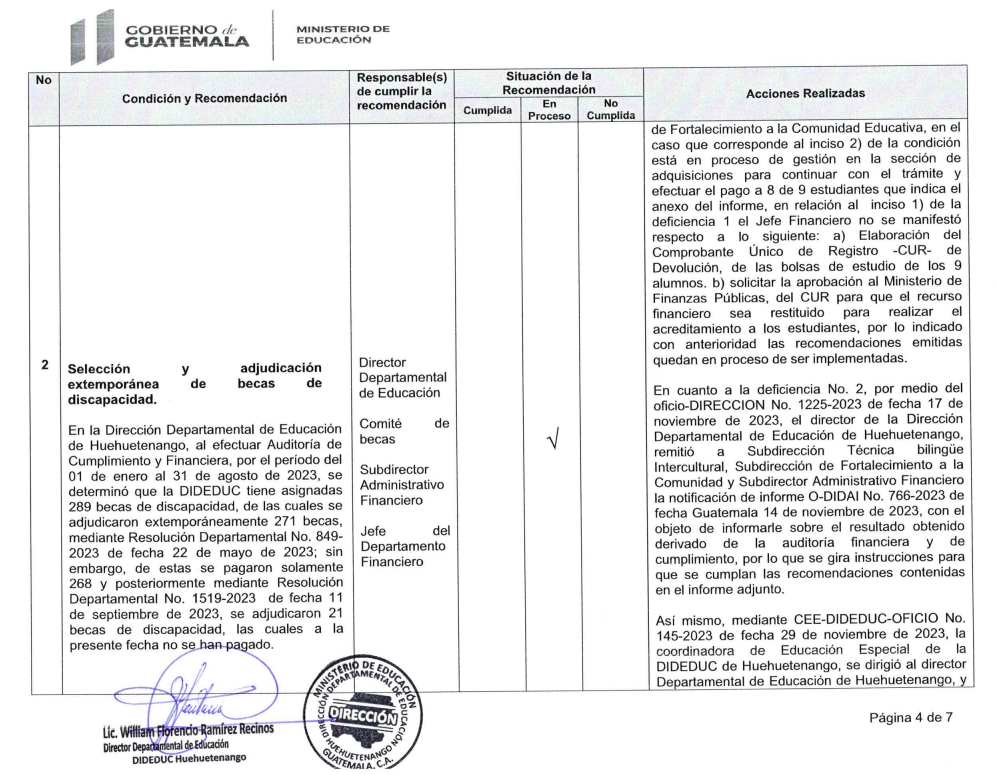 GOBIERNO de
GUATEMALA
MINISTERIO DE
EDUCACIÓN
No
Condición y Recomendación
Responsable(s)
de cumplir la
recomendación
Situación de la
Recomendación
Cumplida
En
Proceso
No
Cumplida
Acciones Realizadas
de Fortalecimiento a la Comunidad Educativa, en el
caso que corresponde al inciso 2) de la condición
está en proceso de gestión en la sección de
adquisiciones para continuar con el trámite y
efectuar el pago a 8 de 9 estudiantes que indica el
anexo del informe, en relación al inciso 1) de la
deficiencia 1 el Jefe Financiero no se manifestó
respecto a lo siguiente: a) Elaboración del
Comprobante Único de Registro -CUR- de
Devolución, de las bolsas de estudio de los 9
alumnos. b) solicitar la aprobación al Ministerio de
Finanzas Públicas, del CUR para que el recurso
financiero sea restituido para realizar el
acreditamiento a los estudiantes, por lo indicado
con anterioridad las recomendaciones emitidas
quedan en proceso de ser implementadas.
2
Selección y adjudicación
extemporánea de becas de
discapacidad.
En la Dirección Departamental de Educación
de Huehuetenango, al efectuar Auditoría de
Cumplimiento y Financiera, por el período del
01 de enero al 31 de agosto de 2023, se
determinó que la DIDEDUC tiene asignadas
289 becas de discapacidad, de las cuales se
adjudicaron extemporáneamente 271 becas,
mediante Resolución Departamental No. 849-
2023 de fecha 22 de mayo de 2023; sin
embargo, de estas se pagaron solamente
268 y posteriormente mediante Resolución
Departamental No. 1519-2023 de fecha 11
de septiembre de 2023, se adjudicaron 21
becas de discapacidad, las cuales a la
presente fecha no se han pagado.
Director
Departamental
de Educación
Comité de
becas
Subdirector
Administrativo
Financiero
Jefe del
Departamento
Financiero
√
En cuanto a la deficiencia No. 2, por medio del
oficio-DIRECCION No. 1225-2023 de fecha 17 de
noviembre de 2023, el director de la Dirección
Departamental de Educación de Huehuetenango,
remitió a Subdirección Técnica bilingüe
Intercultural, Subdirección de Fortalecimiento a la
Comunidad y Subdirector Administrativo Financiero
la notificación de informe O-DIDAI No. 766-2023 de
fecha Guatemala 14 de noviembre de 2023, con el
objeto de informarle sobre el resultado obtenido
derivado de la auditoría financiera y de
cumplimiento, por lo que se gira instrucciones para
que se cumplan las recomendaciones contenidas
en el informe adjunto.
Así mismo, mediante CEE-DIDEDUC-OFICIO No.
145-2023 de fecha 29 de noviembre de 2023, la
coordinadora de Educación Especial de la
DIDEDUC de Huehuetenango, se dirigió al director
Departamental de Educación de Huehuetenango, y
Lic. William Florencio Ramírez Recinos
Director Departamental de Educación
DIDEDUC Huehuetenango
MINISTERIO DE EDUCACIÓN
DIRECCIÓN DEPARTAMENTAL DE EDUCACIÓN
DIRECCIÓN
HUEHUETENANGO
GUATEMALA, C.A.
Página 4 de 7